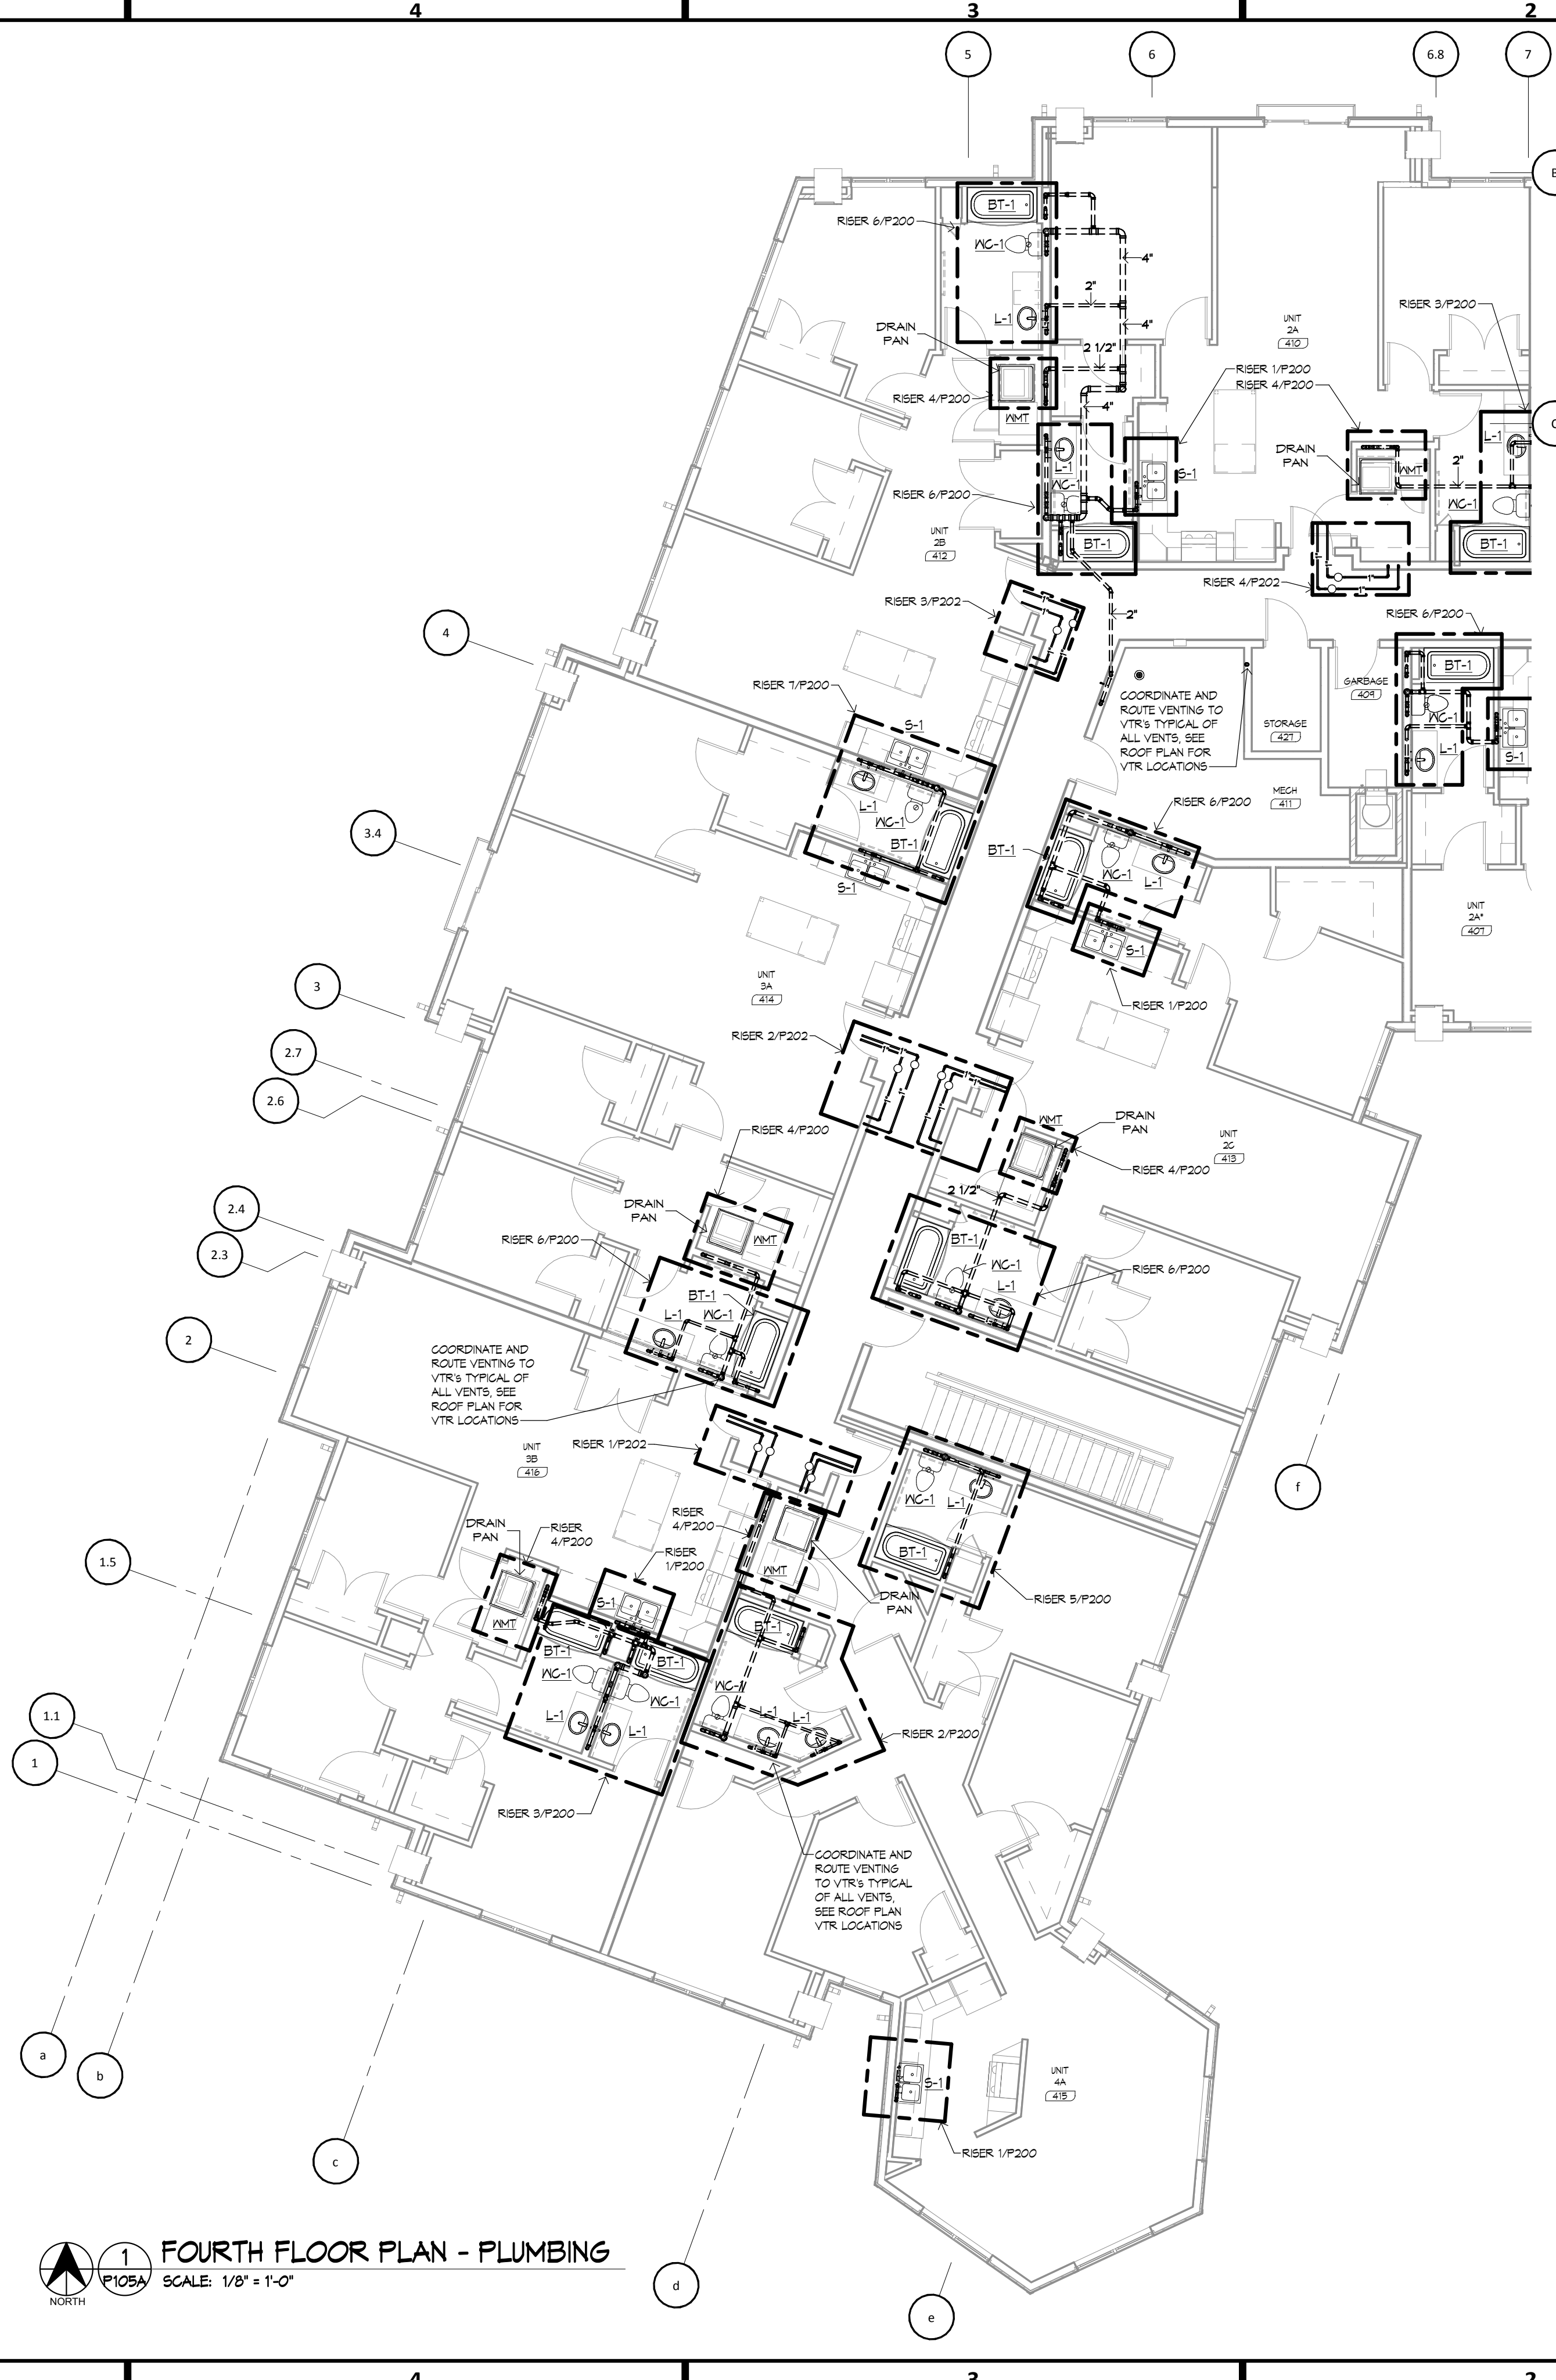 4
3
2
5
6
6.8
7
BT-1
RISER 6/P200
WC-1
4"
2"
RISER 3/P200
L-1
DRAIN
PAN
4"
UNIT
2A
410
2 1/2"
RISER 1/P200
RISER 4/P200
RISER 4/P200
4"
WMT
L-1
DRAIN
PAN
L-1
WC-1
S-1
WMT
2"
RISER 6/P200
WC-1
UNIT
2B
412
BT-1
BT-1
1"
1"
RISER 4/P202
RISER 3/P202
1"
1"
2"
RISER 6/P200
4
BT-1
RISER 7/P200
COORDINATE AND
ROUTE VENTING TO
VTR's TYPICAL OF
ALL VENTS, SEE
ROOF PLAN FOR
VTR LOCATIONS
GARBAGE
409
STORAGE
427
WC-1
L-1
S-1
S-1
MECH
411
RISER 6/P200
L-1
WC-1
3.4
BT-1
BT-1
WC-1
L-1
S-1
S-1
UNIT
2A*
407
UNIT
3A
414
RISER 1/P200
3
RISER 2/P202
1"
1"
1"
1"
2.7
2.6
WMT
DRAIN
PAN
RISER 4/P200
UNIT
2C
413
RISER 4/P200
2 1/2"
2.4
DRAIN
PAN
WMT
2.3
RISER 6/P200
BT-1
WC-1
RISER 6/P200
BT-1
L-1
L-1
WC-1
2
COORDINATE AND
ROUTE VENTING TO
VTR's TYPICAL OF
ALL VENTS, SEE
ROOF PLAN FOR
VTR LOCATIONS
RISER 1/P202
UNIT
3B
416
f
WC-1
L-1
RISER
4/P200
DRAIN
PAN
RISER
4/P200
RISER
1/P200
BT-1
1.5
WMT
DRAIN
PAN
RISER 5/P200
S-1
WMT
BT-1
BT-1
BT-1
WC-1
WC-1
WC-1
L-1
L-1
L-1
L-1
1.1
1
RISER 2/P200
RISER 3/P200
COORDINATE AND
ROUTE VENTING
TO VTR's TYPICAL
OF ALL VENTS,
SEE ROOF PLAN
VTR LOCATIONS
a
b
S-1
UNIT
4A
415
RISER 1/P200
c
d
e
1
P105A
FOURTH FLOOR PLAN - PLUMBING
SCALE: 1/8" = 1'-0"
NORTH